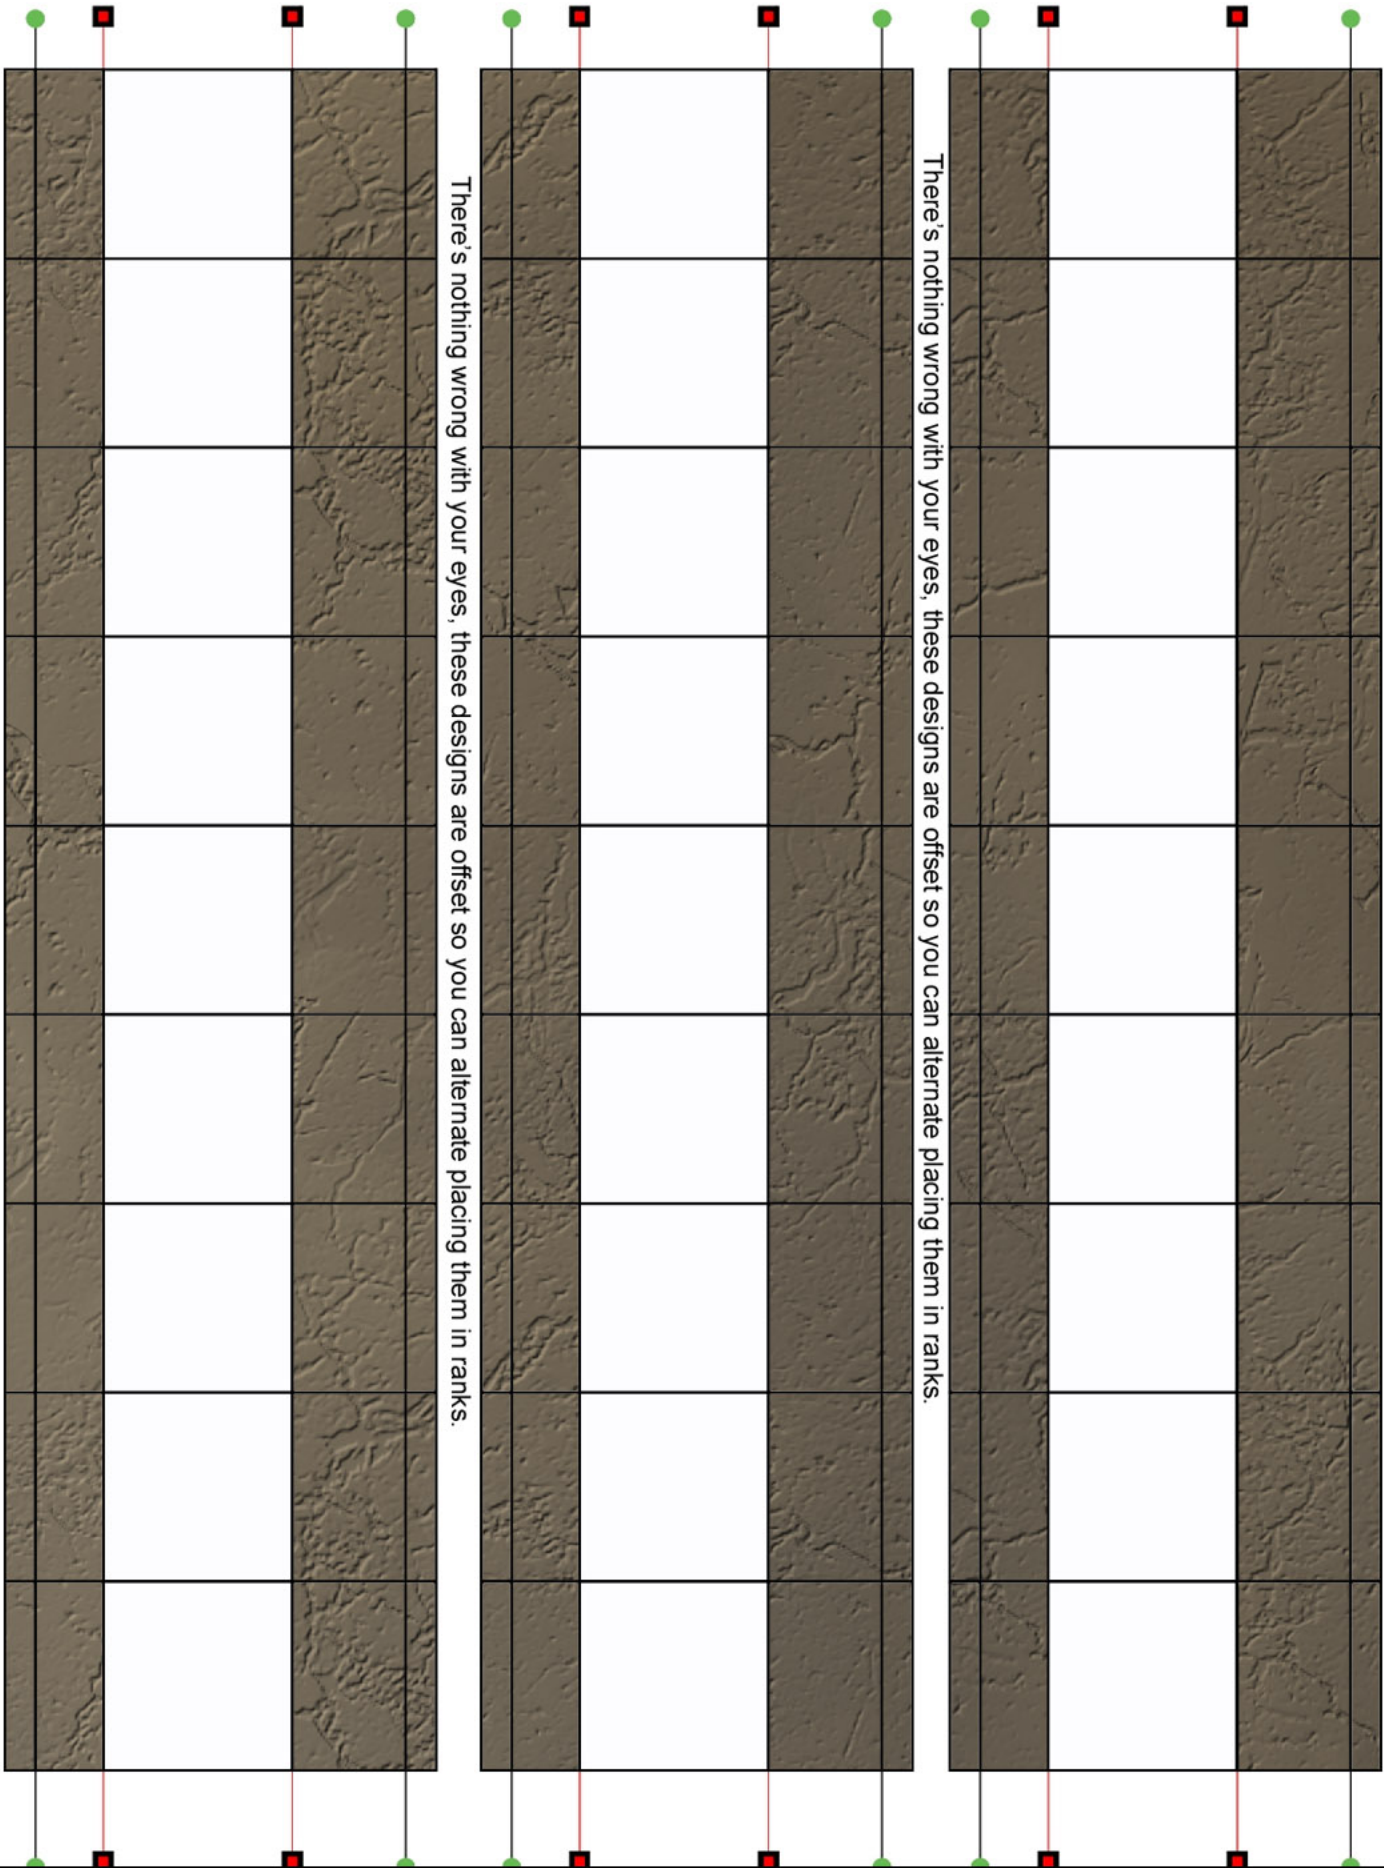 There's nothing wrong with your eyes, these designs are offset so you can alternate placing them in ranks.
There's nothing wrong with your eyes, these designs are offset so you can alternate placing them in ranks.